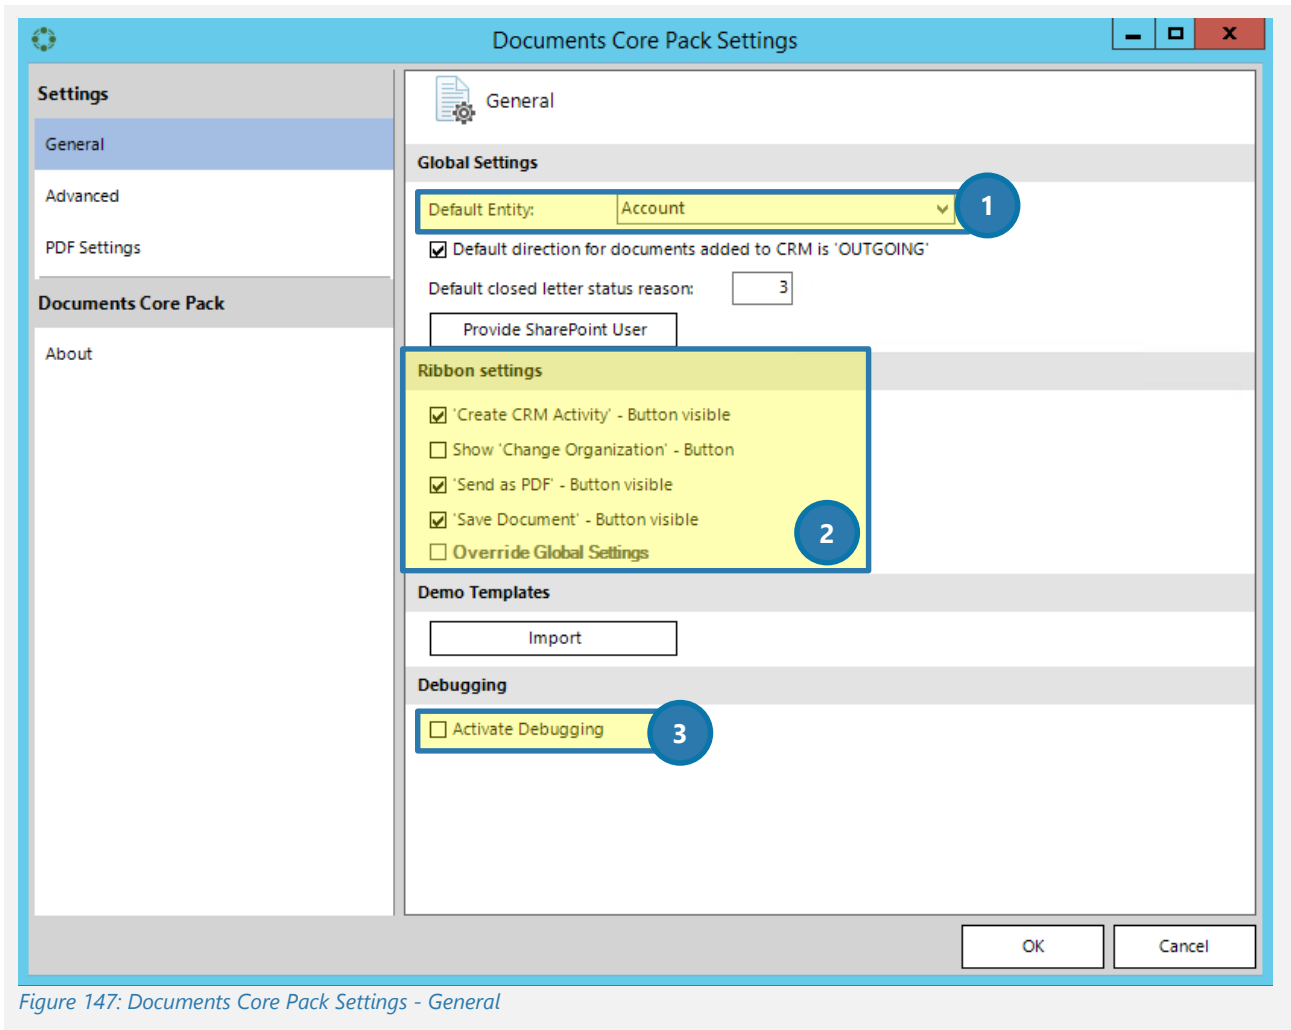 Documents Core Pack Settings
x
Settings
General
Advanced
PDF Settings
Documents Core Pack
About
General
Global Settings
Default Entity: Account
1
Default direction for documents added to CRM is 'OUTGOING'
Default closed letter status reason: 3
Provide SharePoint User
Ribbon settings
'Create CRM Activity' - Button visible
Show 'Change Organization' - Button
'Send as PDF' - Button visible
'Save Document' - Button visible
2
Override Global Settings
Demo Templates
Import
Debugging
Activate Debugging
3
OK Cancel
Figure 147: Documents Core Pack Settings - General